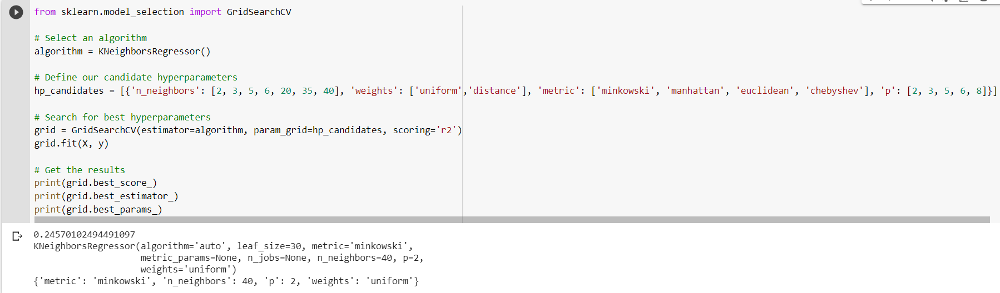 from sklearn.model_selection import GridSearchCV
# Select an algorithm
algorithm = KNeighborsRegressor()
# Define our candidate hyperparameters
hp_candidates = [{'n_neighbors': [2, 3, 5, 6, 20, 35, 40], 'weights': ['uniform','distance'], 'metric': ['minkowski', 'manhattan', 'euclidean', 'chebyshev'], 'p': [2, 3, 5, 6, 8]}]
# Search for best hyperparameters
grid = GridSearchCV(estimator=algorithm, param_grid=hp_candidates, scoring='r2')
grid.fit(X, y)
# Get the results
print(grid.best_score_)
print(grid.best_estimator_)
print(grid.best_params_)
0.24570102494491097
KNeighborsRegressor(algorithm='auto', leaf_size=30, metric='minkowski',
                    metric_params=None, n_jobs=None, n_neighbors=40, p=2,
                    weights='uniform')
{'metric': 'minkowski', 'n_neighbors': 40, 'p': 2, 'weights': 'uniform'}